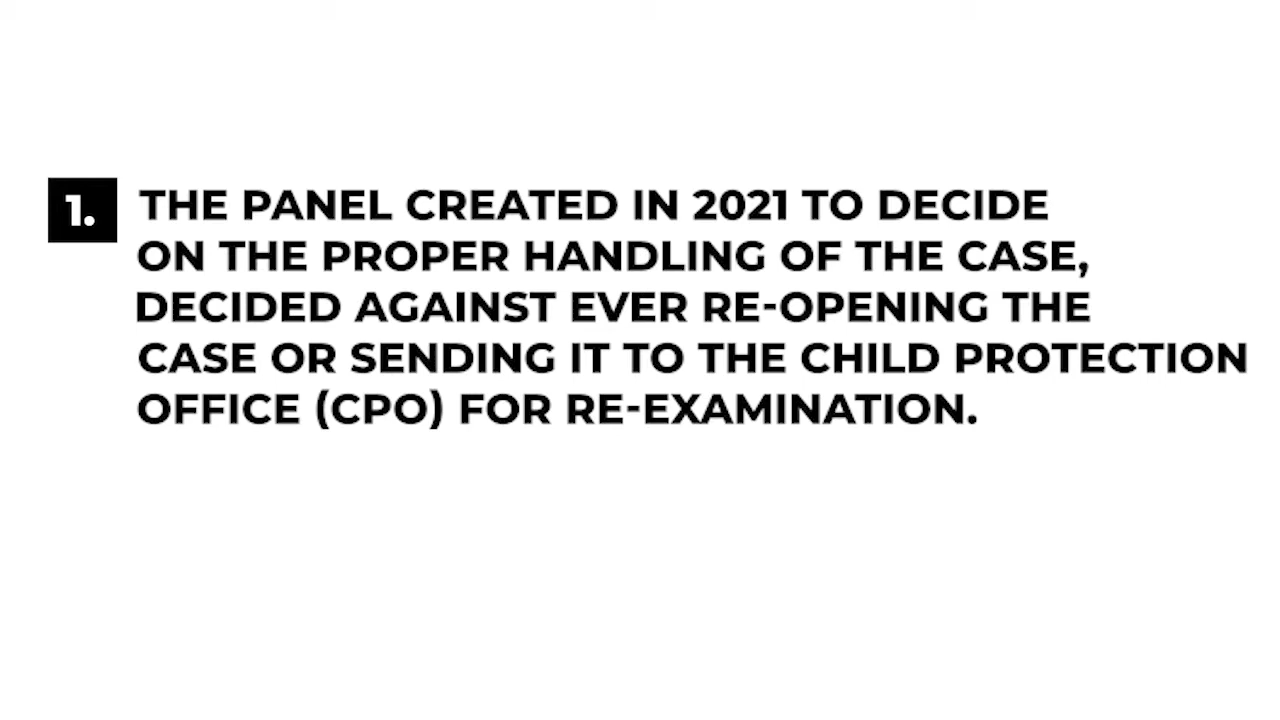 1. THE PANEL CREATED IN 2021 TO DECIDE
ON THE PROPER HANDLING OF THE CASE,
DECIDED AGAINST EVER RE-OPENING THE
CASE OR SENDING IT TO THE CHILD PROTECTION
OFFICE (CPO) FOR RE-EXAMINATION.